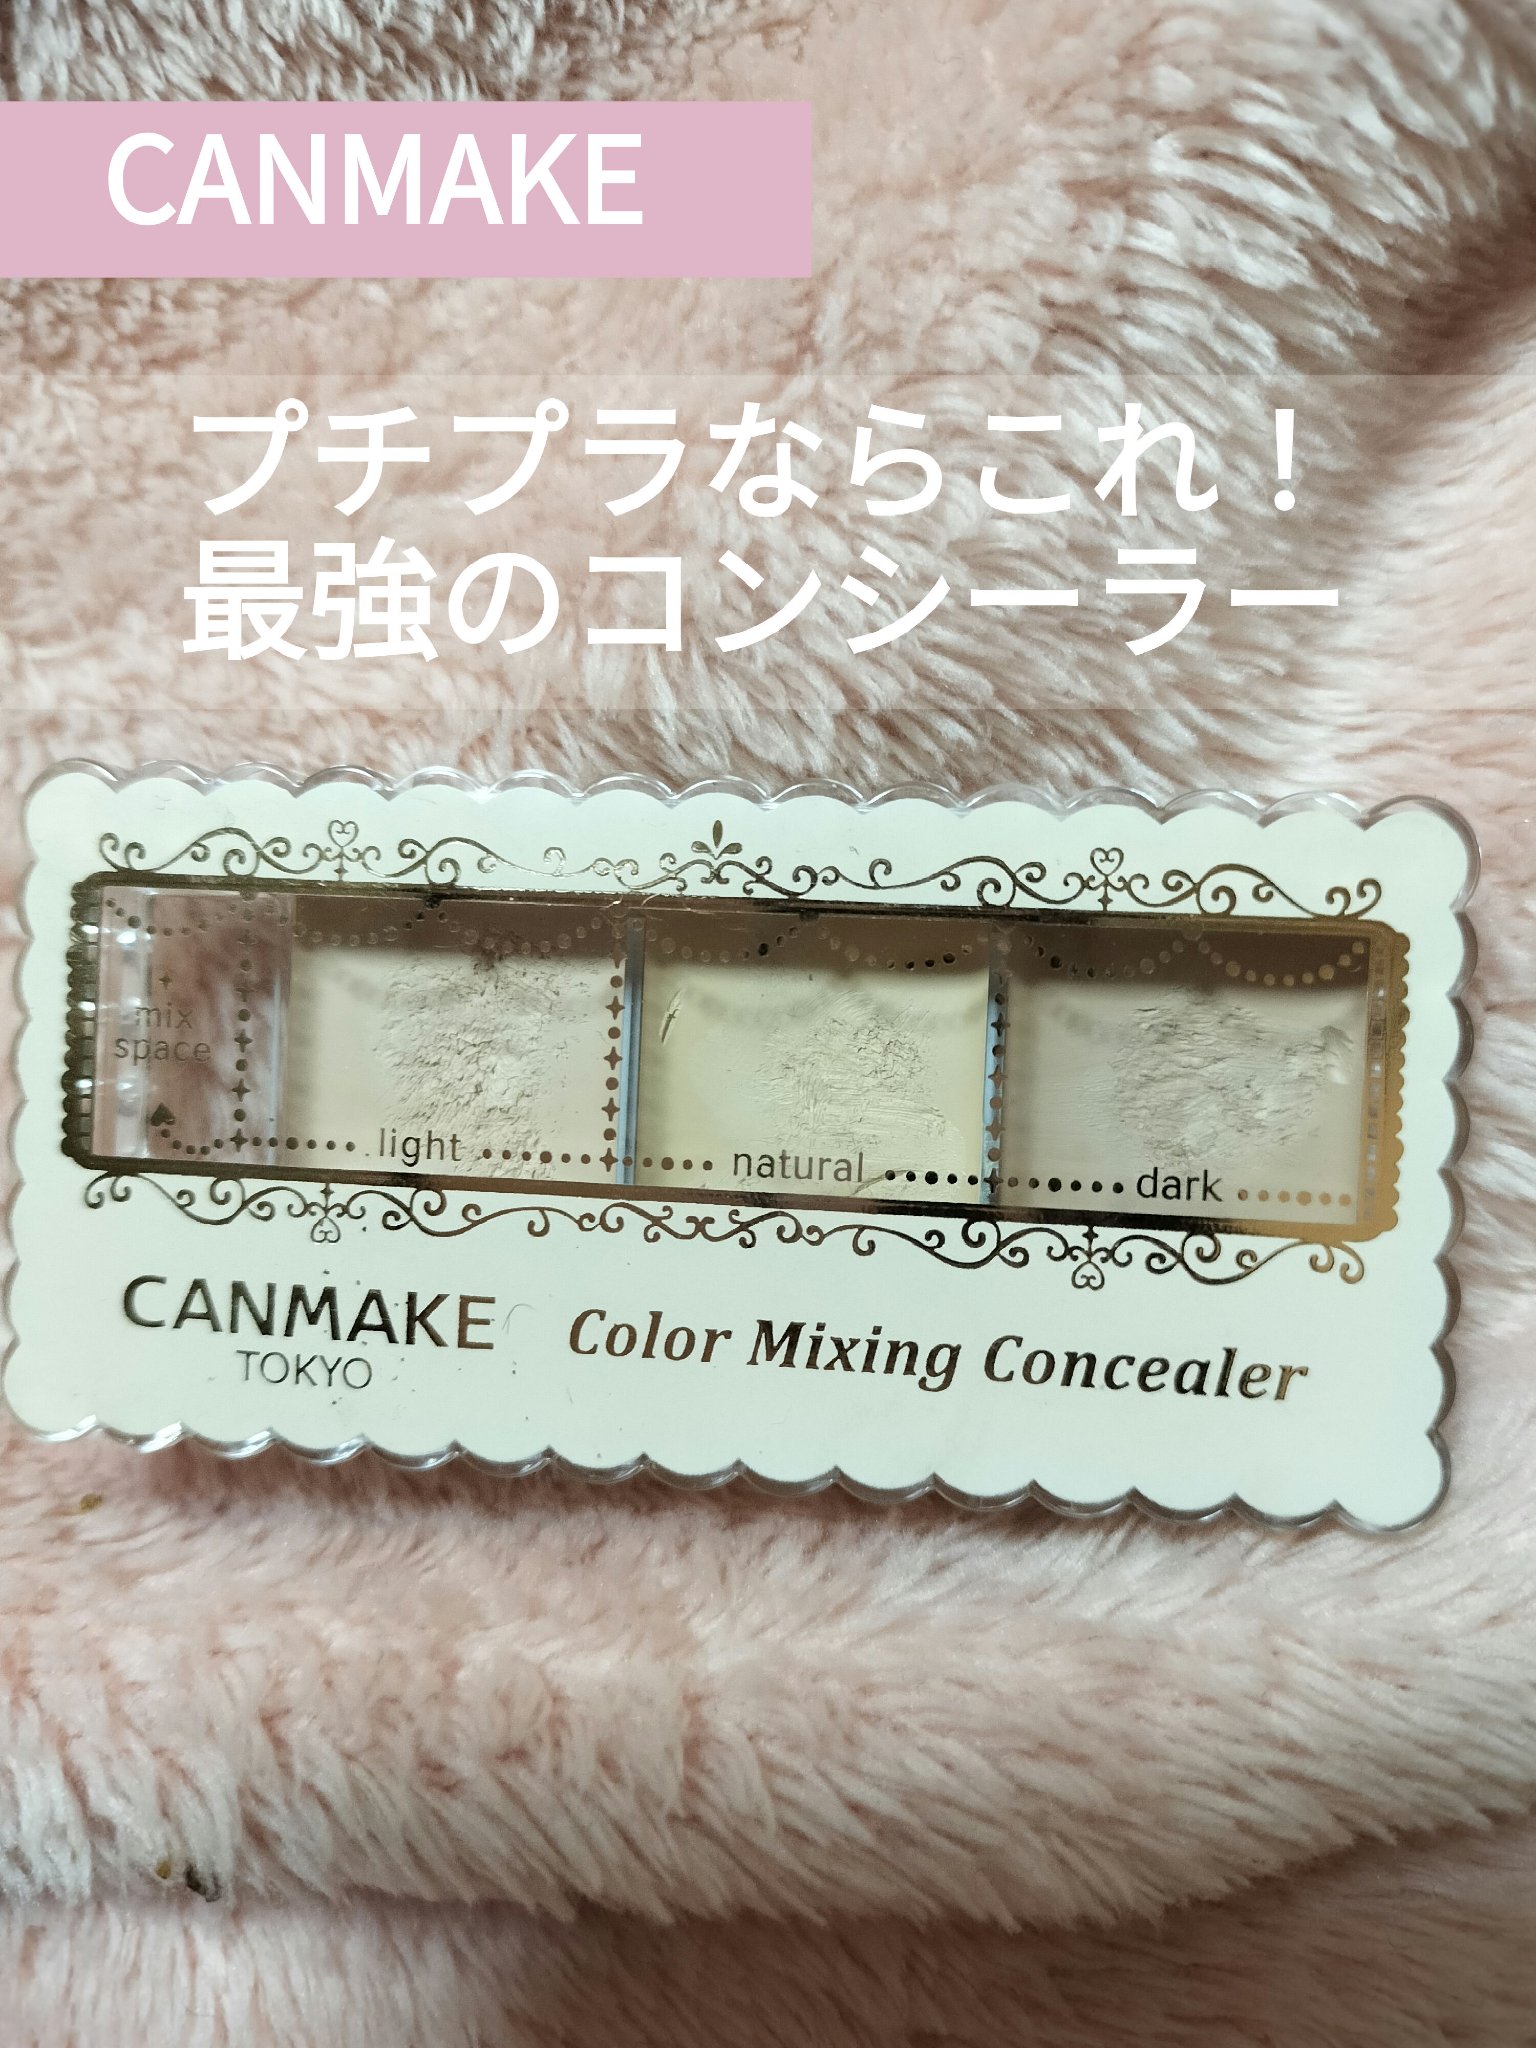 CANMAKE
プチプラならこれ！
最強のコンシーラー
mix
space
light
natural
dark
CANMAKE
TOKYO
Color Mixing Concealer